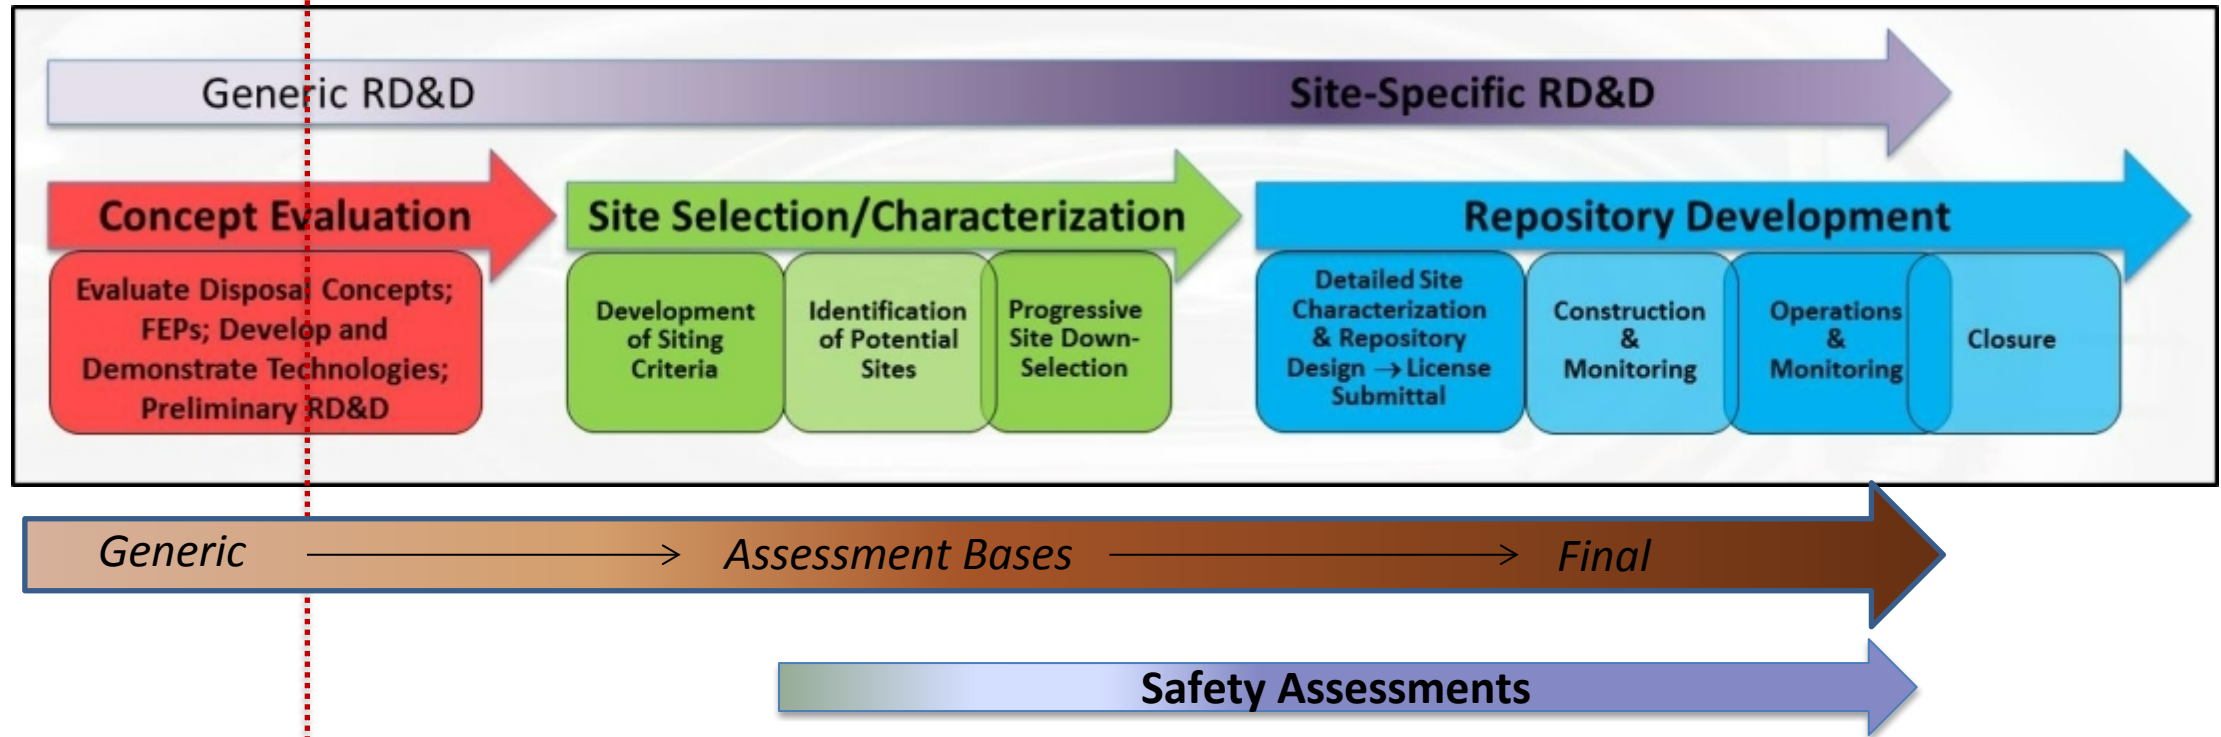 Generic RD&D
Site-Specific RD&D
Concept Evaluation
Site Selection/Characterization
Repository Development
Evaluate Disposal Concepts;
FEPs; Develop and
Demonstrate Technologies;
Preliminary RD&D
Development
of Siting
Criteria
Identification
of Potential
Sites
Progressive
Site Down-
Selection
Detailed Site
Characterization
& Repository
Design → License
Submittal
Construction
&
Monitoring
Operations
&
Monitoring
Closure
Generic
Assessment Bases
Final
Safety Assessments